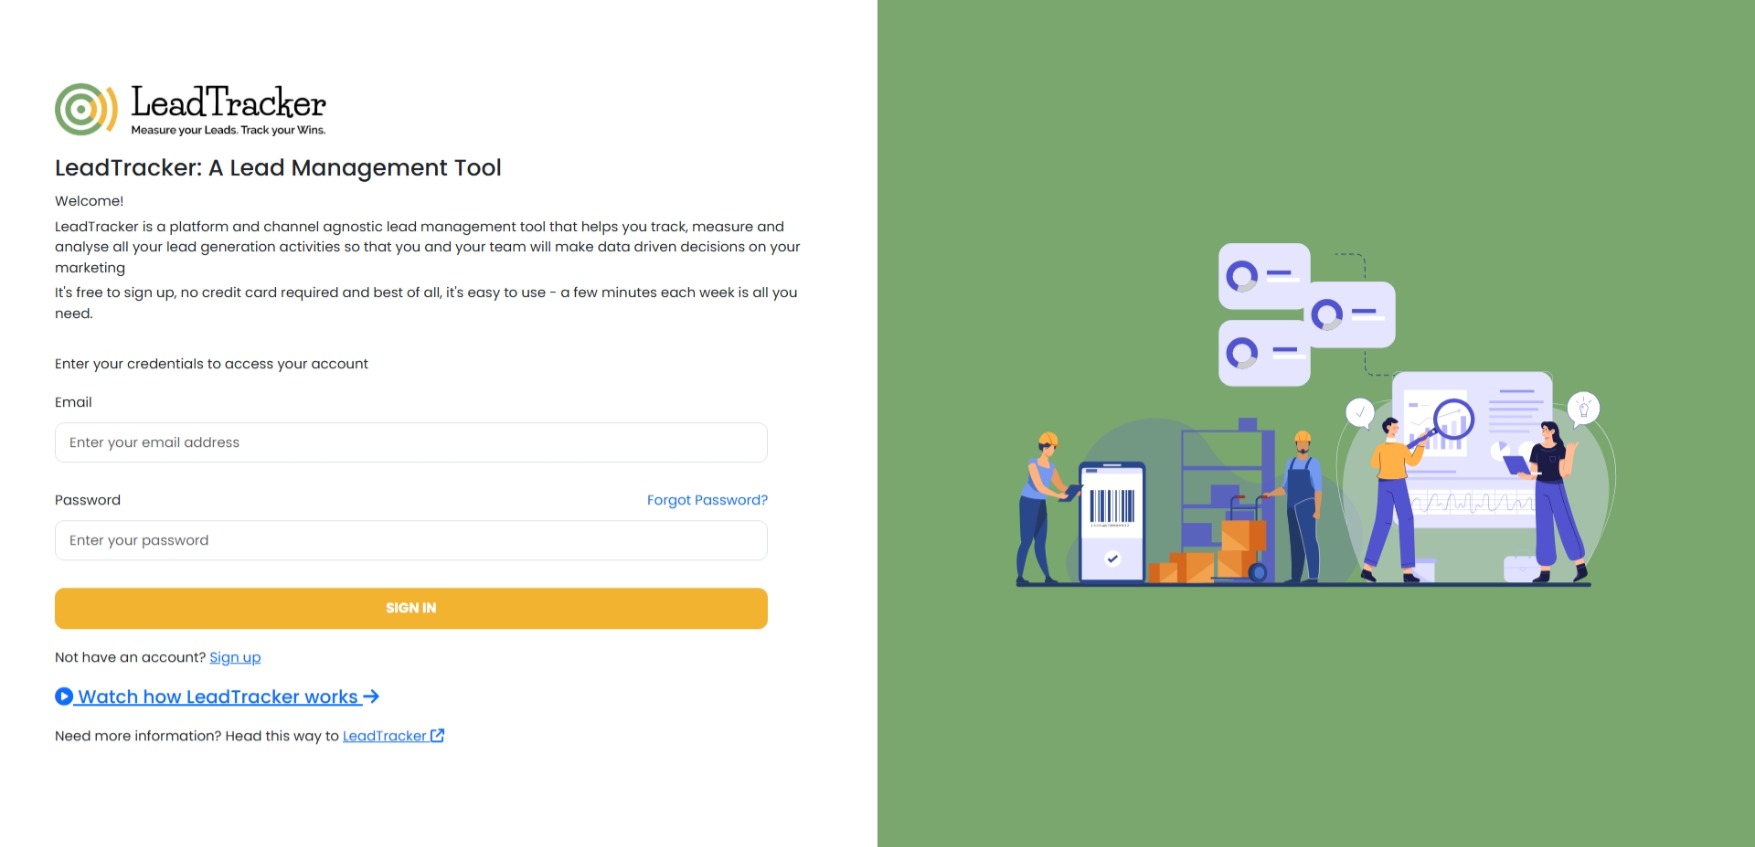 LeadTracker
Measure your Leads. Track your Wins.
LeadTracker: A Lead Management Tool
Welcome!
LeadTracker is a platform and channel agnostic lead management tool that helps you track, measure and
analyse all your lead generation activities so that you and your team will make data driven decisions on your
marketing
It's free to sign up, no credit card required and best of all, it's easy to use - a few minutes each week is all you
need.
Enter your credentials to access your account
Email
Enter your email address
Password Forgot Password?
Enter your password
SIGN IN
Not have an account? Sign up
Watch how LeadTracker works
Need more information? Head this way to LeadTracker